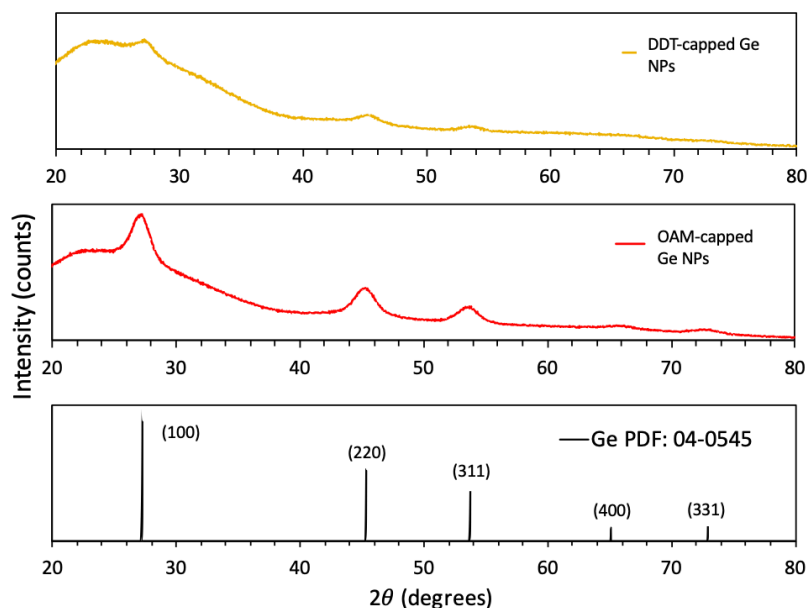 DDT-capped Ge
NPs
20 30 40 50 60 70 80
OAM-capped
Ge NPs
20 30 40 50 60 70 80
Intensity (counts)
(100)
(220)
(311)
(400)
(331)
Ge PDF: 04-0545
20 30 40 50 60 70 80
2θ (degrees)